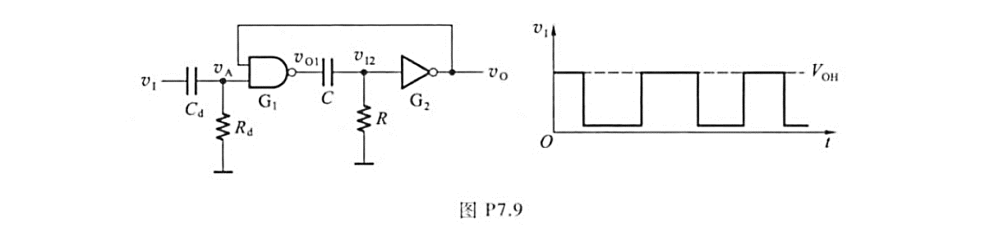 v_I
C_d
v_A
R_d
G_1
v_O1
C
v_I2
R
G_2
v_O
v_I
V_OH
O
t
图 P7.9